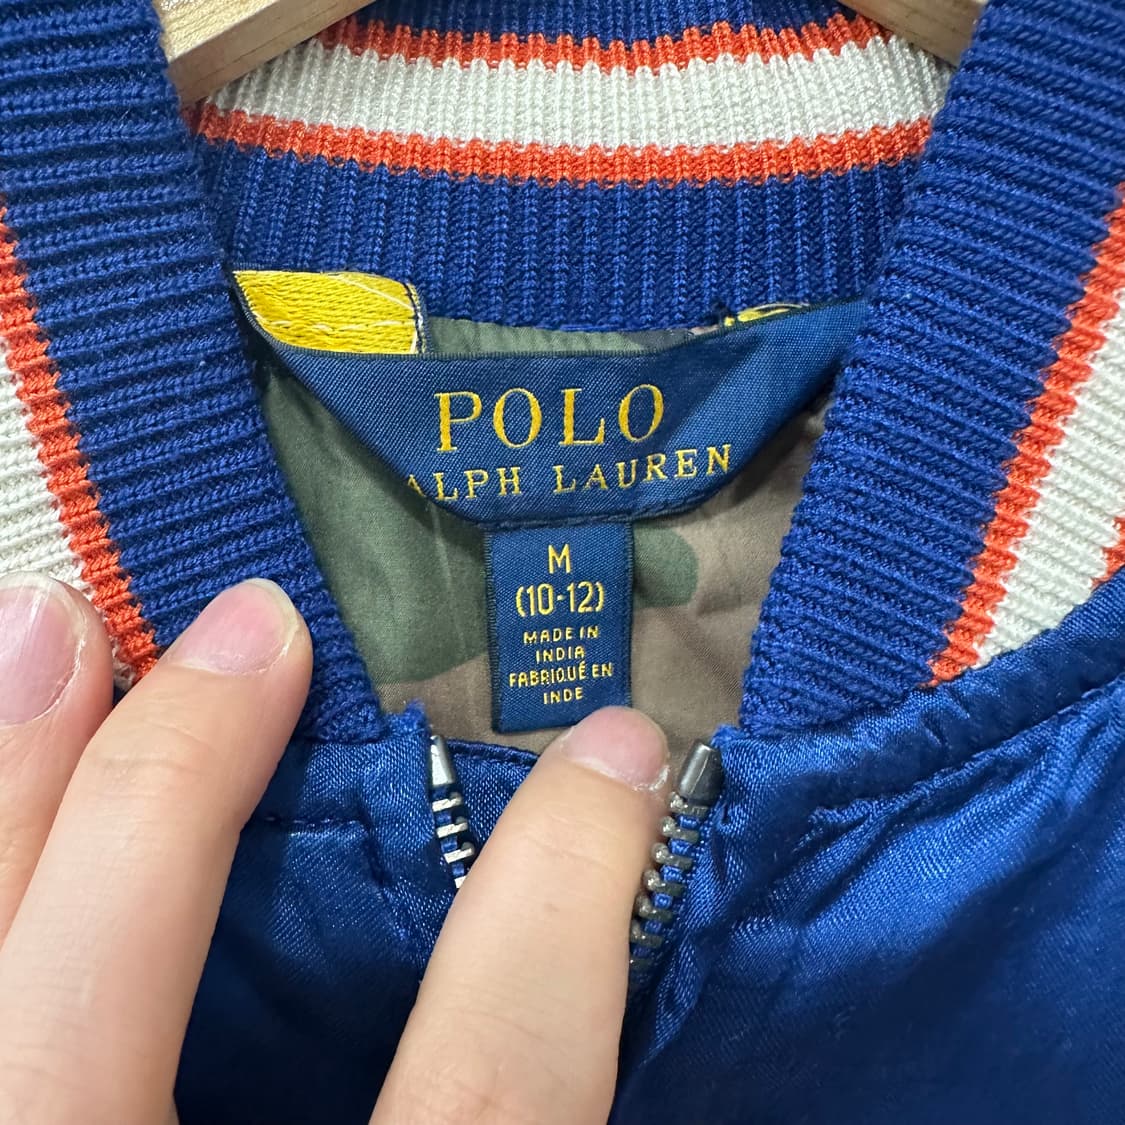 POLO
ALPH LAUREN
M
(10-12)
MADE IN
INDIA
FABRIQUÉ EN
INDE